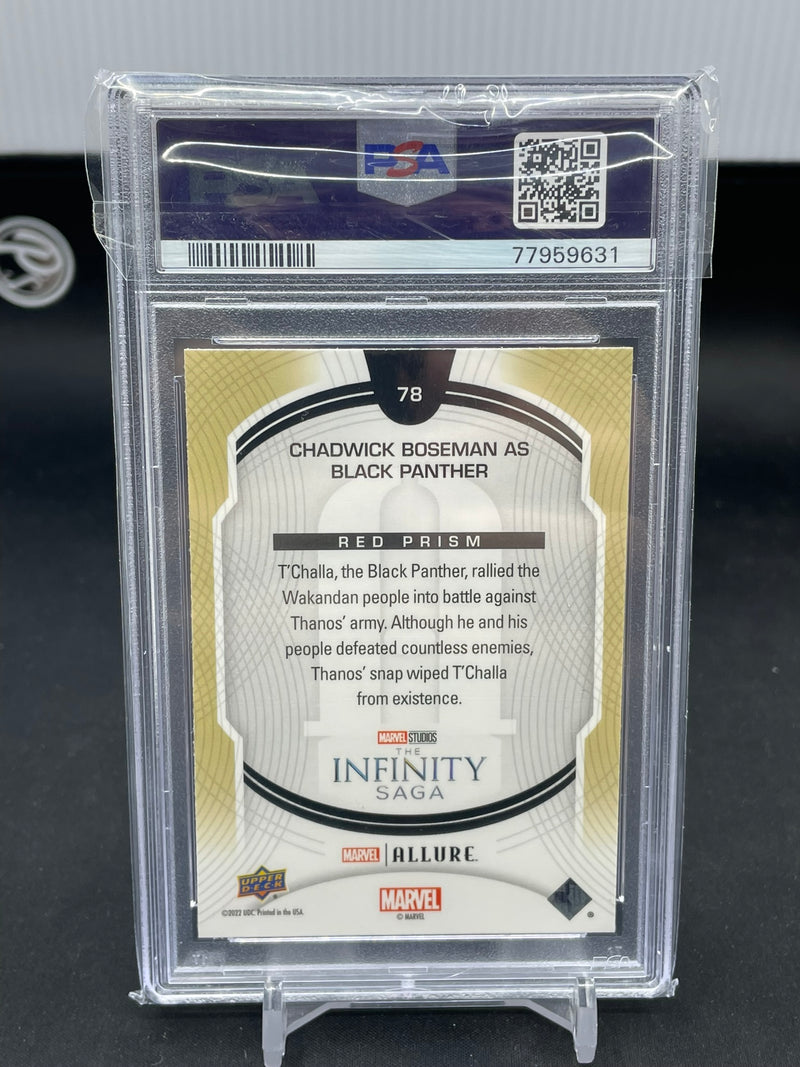 PSA
77959631
78
CHADWICK BOSEMAN AS
BLACK PANTHER
RED PRISM
T'Challa, the Black Panther, rallied the
Wakandan people into battle against
Thanos' army. Although he and his
people defeated countless enemies,
Thanos' snap wiped T'Challa
from existence.
MARVEL STUDIOS
THE
INFINITY
SAGA
MARVEL | ALLURE.
UPPER
DECK
©2022 UDC. Printed in the USA.
MARVEL
© MARVEL
®
PSA